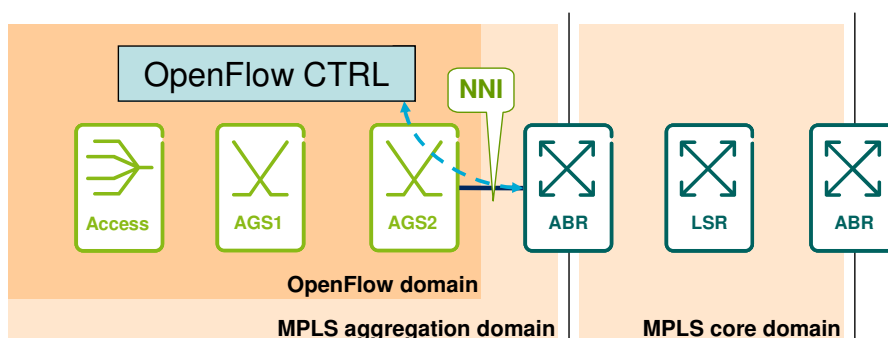 OpenFlow CTRL
NNI
Access
AGS1
AGS2
ABR
LSR
ABR
OpenFlow domain
MPLS aggregation domain
MPLS core domain